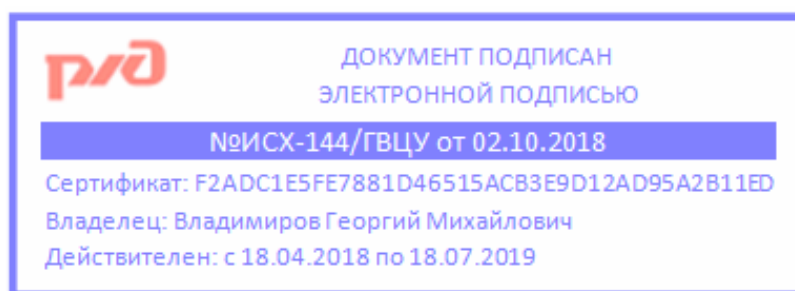 ржд
ДОКУМЕНТ ПОДПИСАН
ЭЛЕКТРОННОЙ ПОДПИСЬЮ
№ИСХ-144/ГВЦУ от 02.10.2018
Сертификат: F2ADC1E5FE7881D46515ACB3E9D12AD95A2B11ED
Владелец: Владимиров Георгий Михайлович
Действителен: с 18.04.2018 по 18.07.2019